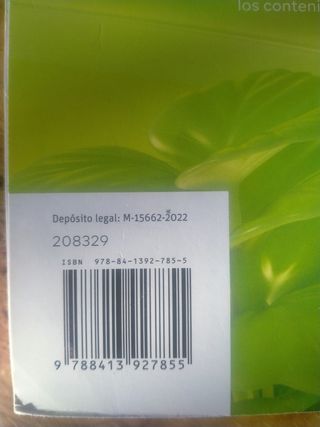 los conteni
Depósito legal: M-15662-2022
208329
ISBN 978-84-1392-785-5
9 788413 927855